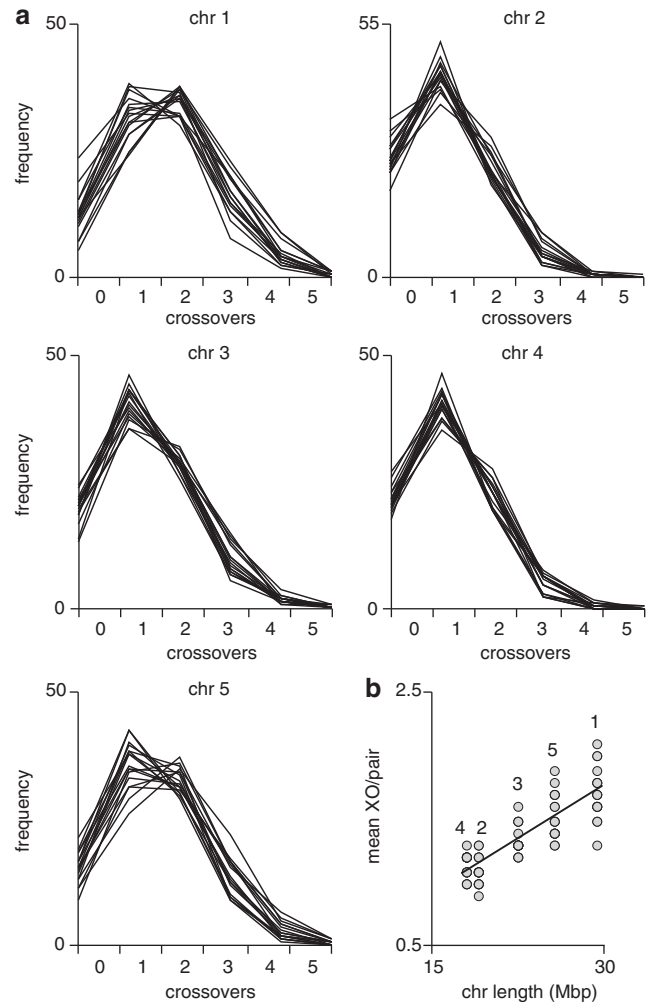 a
chr 1
chr 2
50
55
frequency
0
0
0 1 2 3 4 5
0 1 2 3 4 5
crossovers
crossovers
chr 3
chr 4
50
50
frequency
0
0
0 1 2 3 4 5
0 1 2 3 4 5
crossovers
crossovers
chr 5
50
frequency
0
0 1 2 3 4 5
crossovers
b
2.5
mean XO/pair
0.5
4 2 3 5 1
15 30
chr length (Mbp)